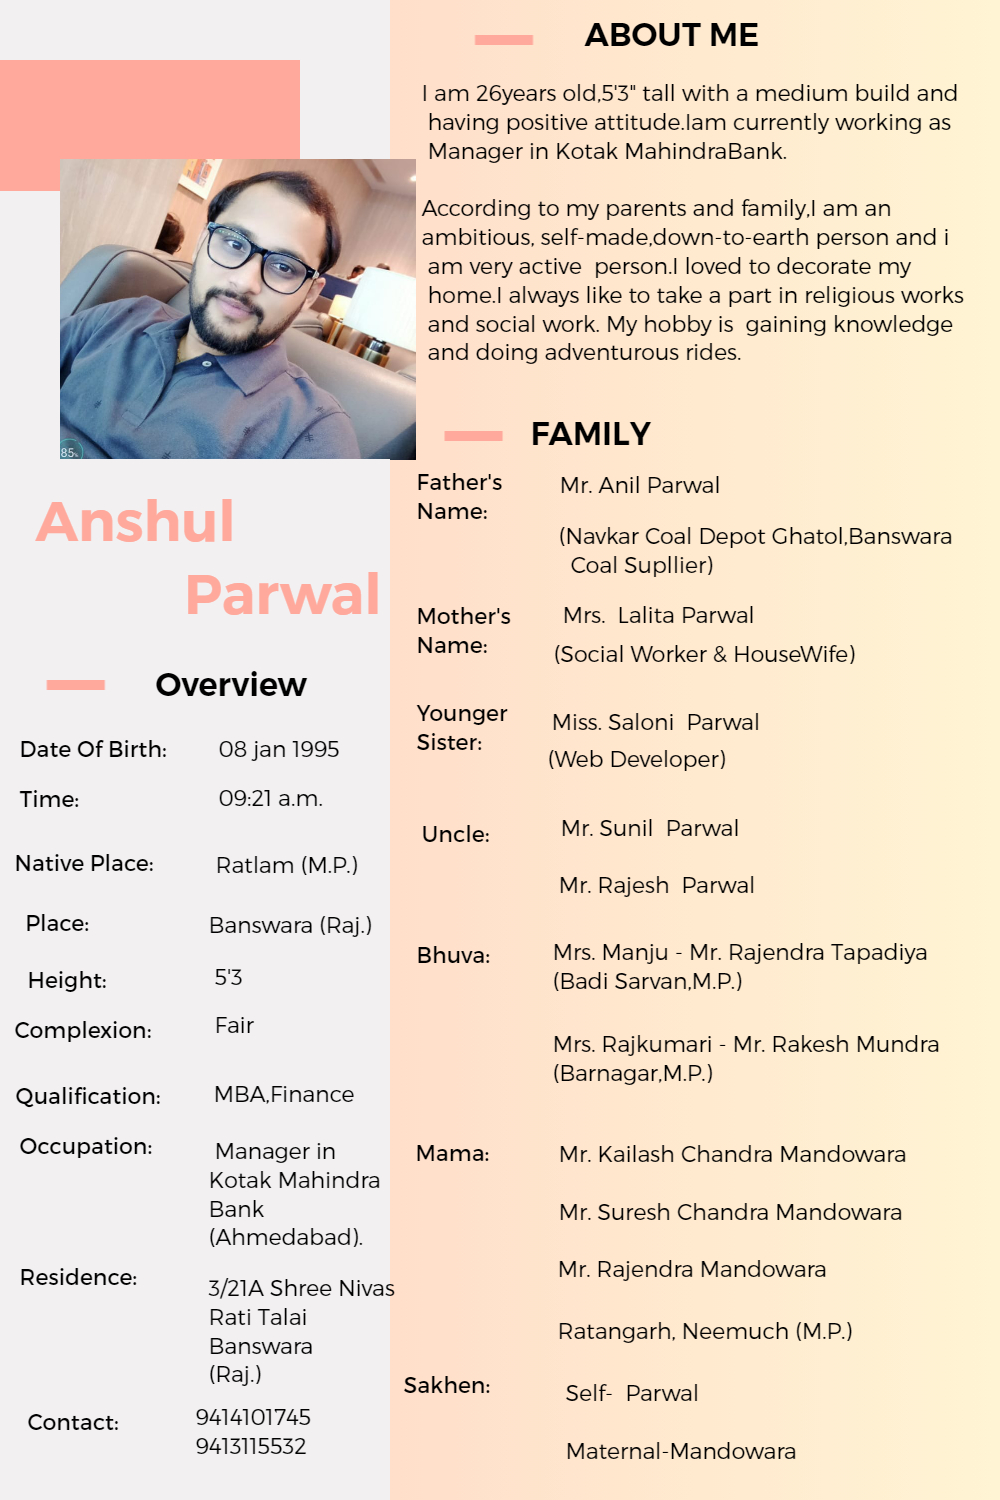 ABOUT ME
I am 26years old,5'3" tall with a medium build and
having positive attitude.Iam currently working as
Manager in Kotak MahindraBank.
According to my parents and family,I am an
ambitious, self-made,down-to-earth person and i
am very active person.I loved to decorate my
home.I always like to take a part in religious works
and social work. My hobby is gaining knowledge
and doing adventurous rides.
85%
Anshul
Parwal
Overview
Date Of Birth: 08 jan 1995
Time: 09:21 a.m.
Native Place: Ratlam (M.P.)
Place: Banswara (Raj.)
Height: 5'3
Complexion: Fair
Qualification: MBA,Finance
Occupation: Manager in
Kotak Mahindra
Bank
(Ahmedabad).
Residence: 3/21A Shree Nivas
Rati Talai
Banswara
(Raj.)
Contact: 9414101745
9413115532
FAMILY
Father's
Name:
Mr. Anil Parwal
(Navkar Coal Depot Ghatol,Banswara
Coal Supllier)
Mother's
Name:
Mrs. Lalita Parwal
(Social Worker & HouseWife)
Younger
Sister:
Miss. Saloni Parwal
(Web Developer)
Uncle: Mr. Sunil Parwal
Mr. Rajesh Parwal
Bhuva: Mrs. Manju - Mr. Rajendra Tapadiya
(Badi Sarvan,M.P.)
Mrs. Rajkumari - Mr. Rakesh Mundra
(Barnagar,M.P.)
Mama: Mr. Kailash Chandra Mandowara
Mr. Suresh Chandra Mandowara
Mr. Rajendra Mandowara
Ratangarh, Neemuch (M.P.)
Sakhen: Self- Parwal
Maternal-Mandowara